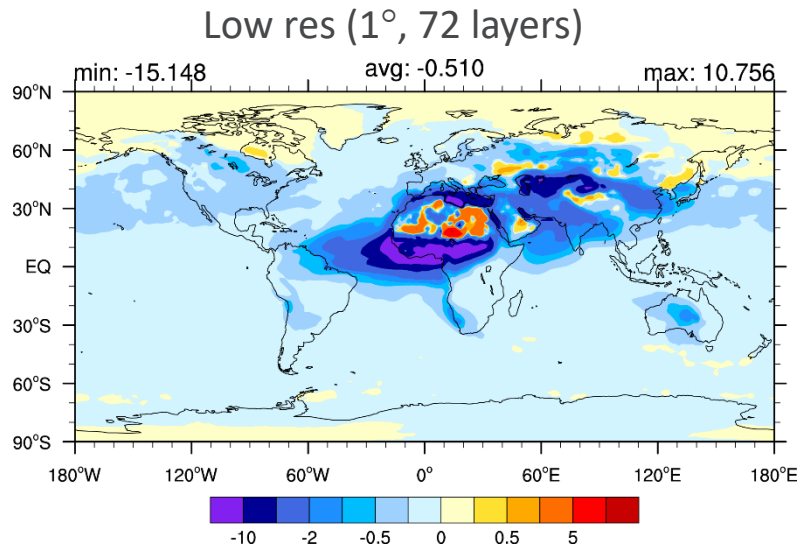 Low res (1°, 72 layers)
min: -15.148 avg: -0.510 max: 10.756
90°N
60°N
30°N
EQ
30°S
60°S
90°S
180°W 120°W 60°W 0° 60°E 120°E 180°E
-10 -2 -0.5 0 0.5 5